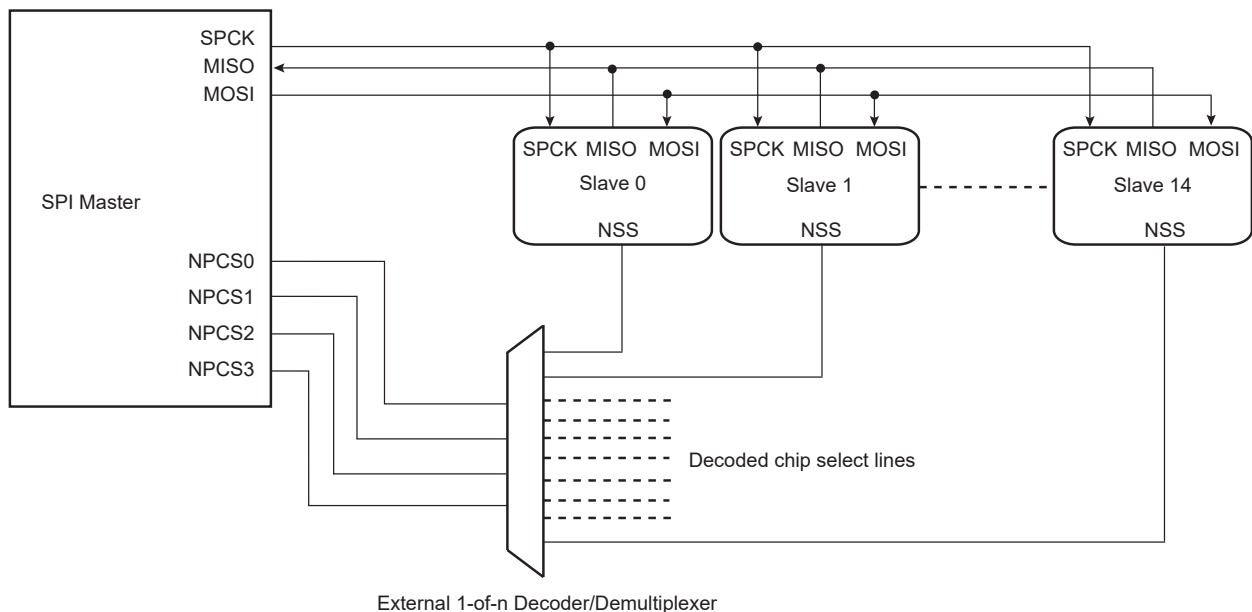 SPCK
MISO
MOSI
SPI Master
NPCS0
NPCS1
NPCS2
NPCS3
SPCK MISO MOSI
Slave 0
NSS
SPCK MISO MOSI
Slave 1
NSS
SPCK MISO MOSI
Slave 14
NSS
Decoded chip select lines
External 1-of-n Decoder/Demultiplexer